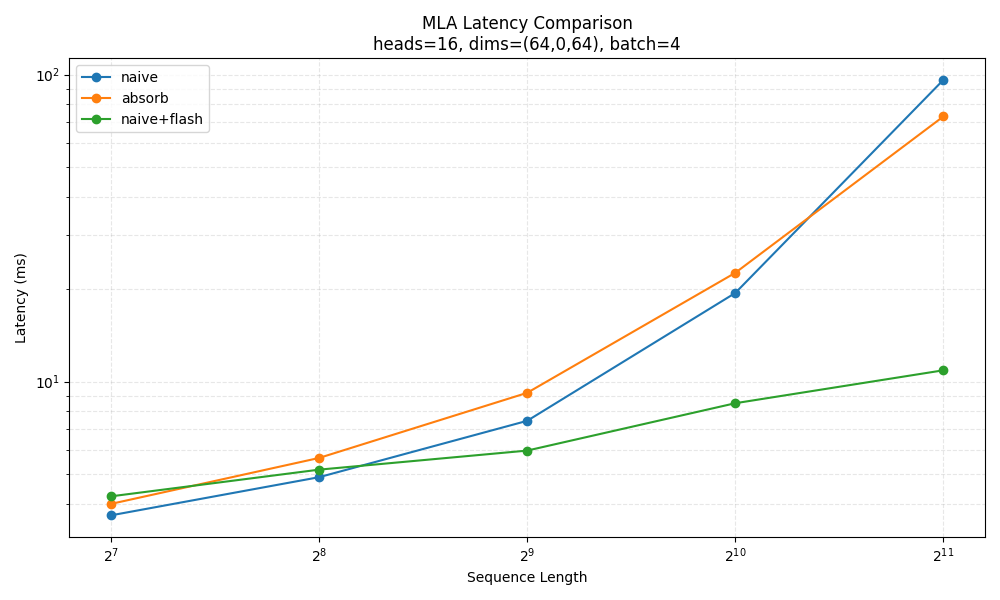 MLA Latency Comparison
heads=16, dims=(64,0,64), batch=4
naive
absorb
naive+flash
Latency (ms)
10²
10¹
2⁷ 2⁸ 2⁹ 2¹⁰ 2¹¹
Sequence Length